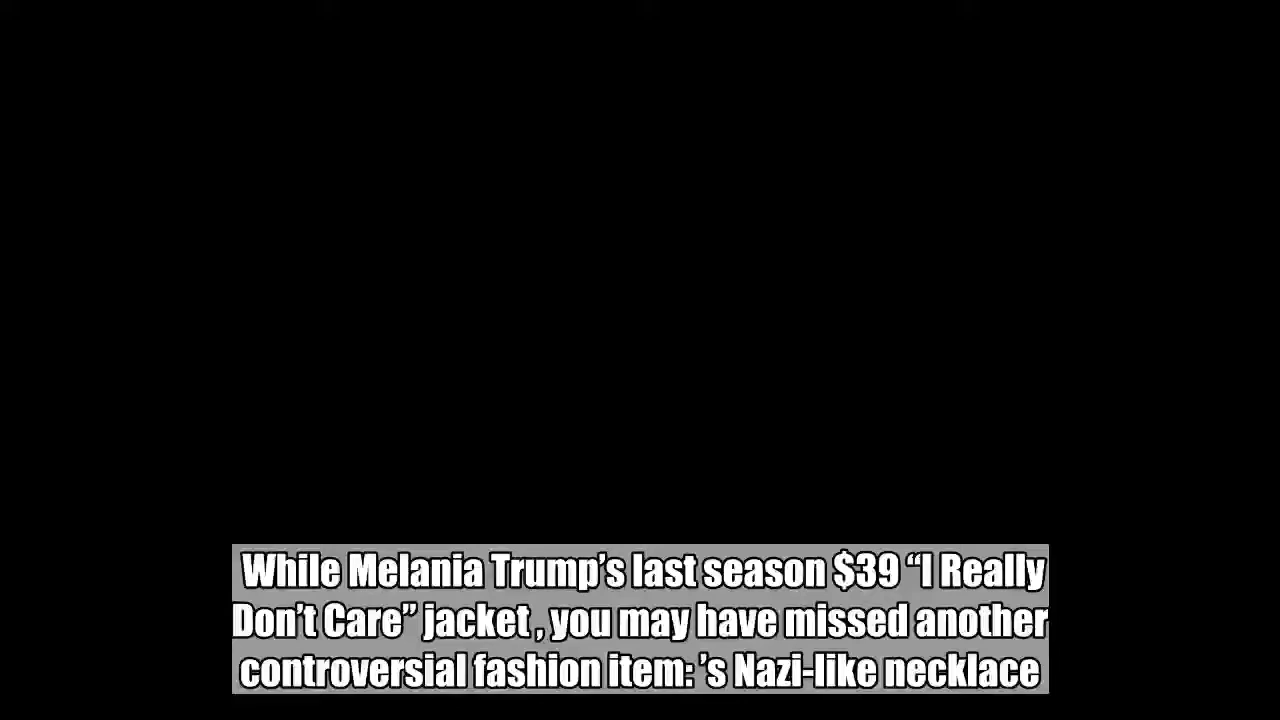 While Melania Trump’s last season $39 “I Really
Don’t Care” jacket , you may have missed another
controversial fashion item: ’s Nazi-like necklace